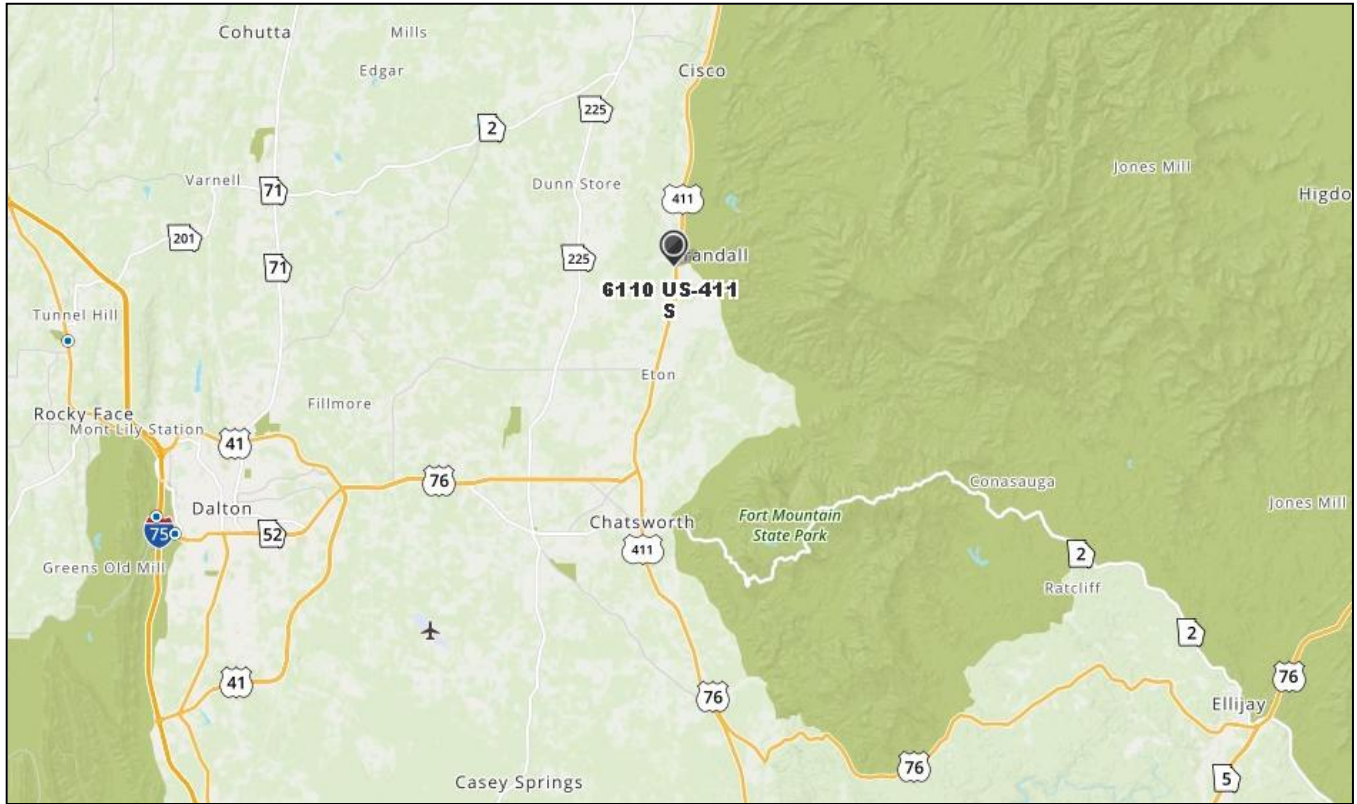 Cohutta
Mills
Edgar
Cisco
225
2
Jones Mill
Varnell
71
Dunn Store
411
Higdo
201
71
225
randall
6110 US-411
S
Tunnel Hill
Eton
Fillmore
Rocky Face
Mont Lily Station
41
76
Conasauga
Dalton
Jones Mill
Chatsworth
Fort Mountain
State Park
75
52
411
2
Greens Old Mill
Ratcliff
2
41
76
76
Ellijay
76
5
Casey Springs